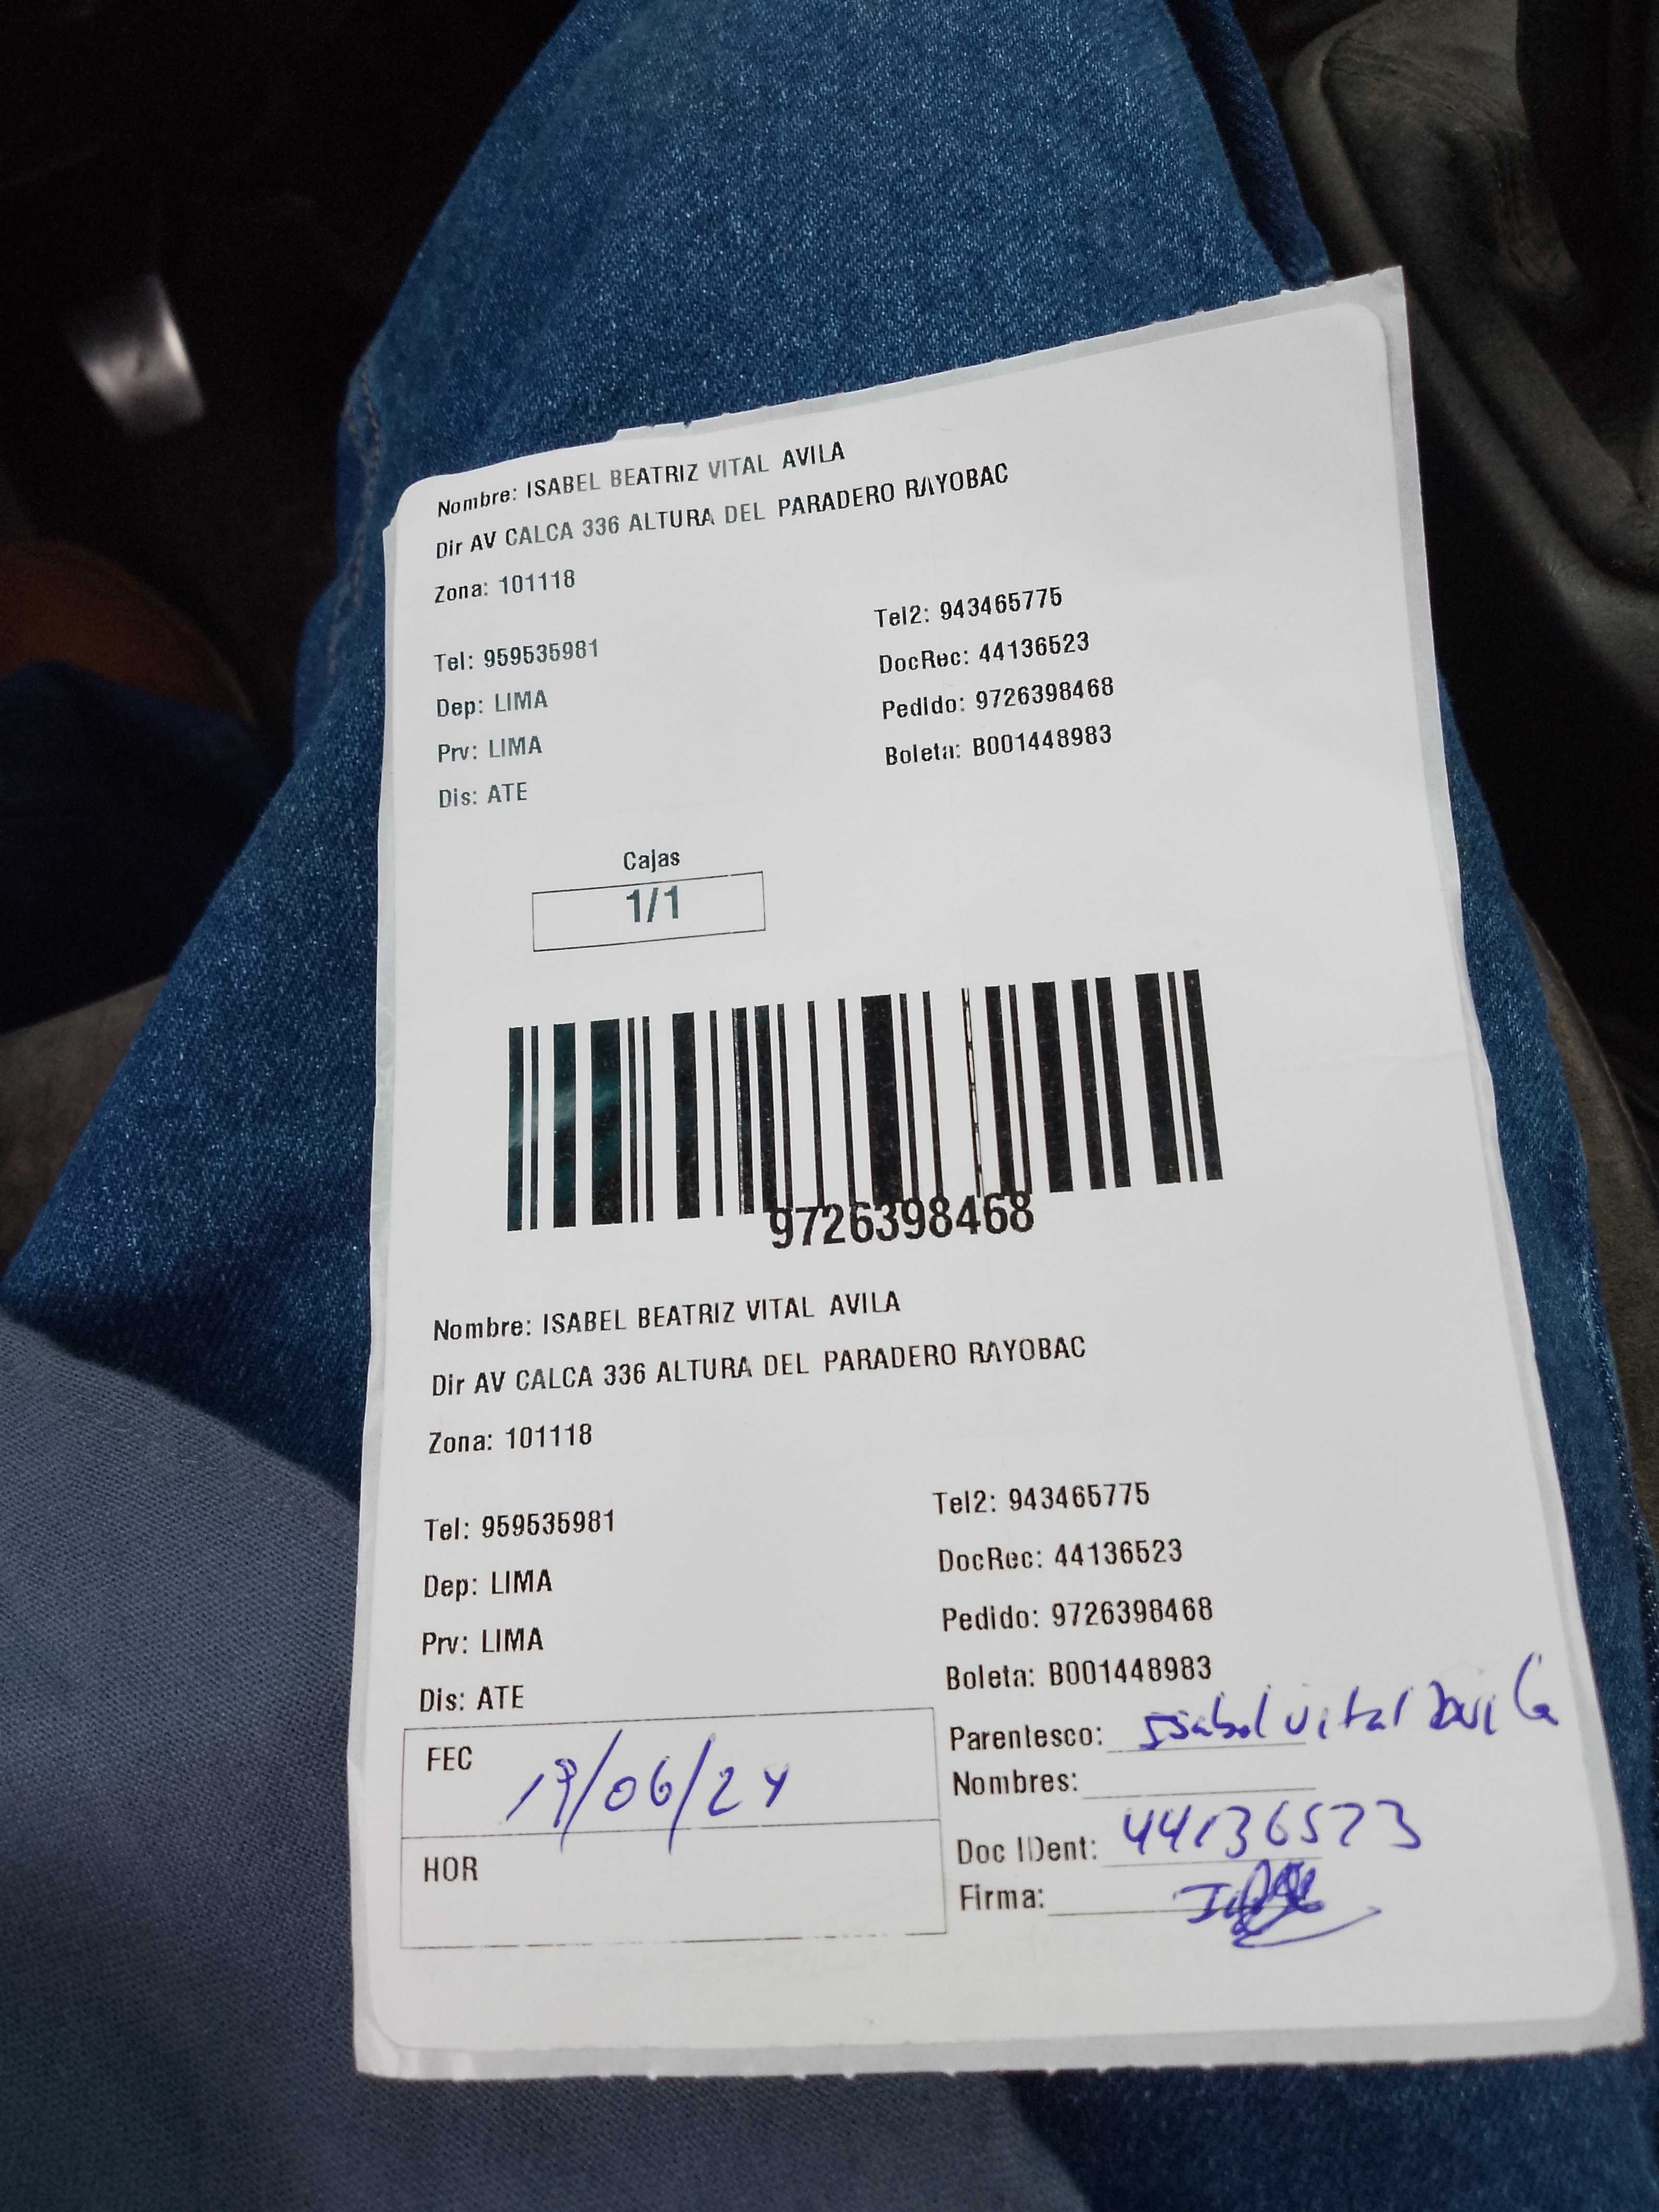 Nombre: ISABEL BEATRIZ VITAL AVILA
Dir AV CALCA 336 ALTURA DEL PARADERO RAYOBAC
Zona: 101118
Tel: 959535981 Tel2: 943465775
DocRec: 44136523
Dep: LIMA Pedido: 9726398468
Prv: LIMA Boleta: B001448983
Dis: ATE
Cajas
1/1
9726398468
Nombre: ISABEL BEATRIZ VITAL AVILA
Dir AV CALCA 336 ALTURA DEL PARADERO RAYOBAC
Zona: 101118
Tel: 959535981 Tel2: 943465775
DocRec: 44136523
Dep: LIMA Pedido: 9726398468
Prv: LIMA Boleta: B001448983
Dis: ATE
FEC 19/06/24 Parentesco: Isabel Vital Avila
Nombres:
HOR Doc IDent: 44136523
Firma: